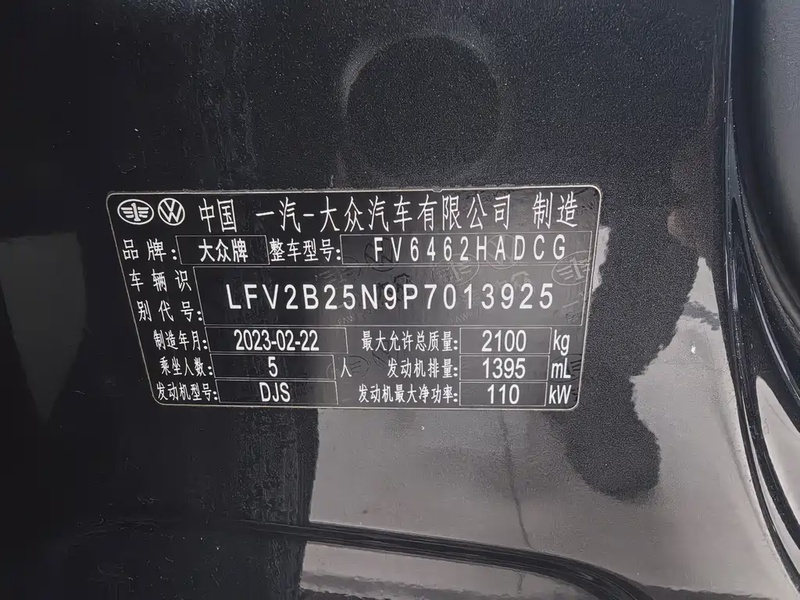 中国 一汽-大众汽车有限公司 制造
品牌: 大众牌 整车型号: FV6462HADCG
车辆识别代号: LFV2B25N9P7013925
制造年月: 2023-02-22 最大允许总质量: 2100 kg
乘坐人数: 5 人 发动机排量: 1395 mL
发动机型号: DJS 发动机最大净功率: 110 kW